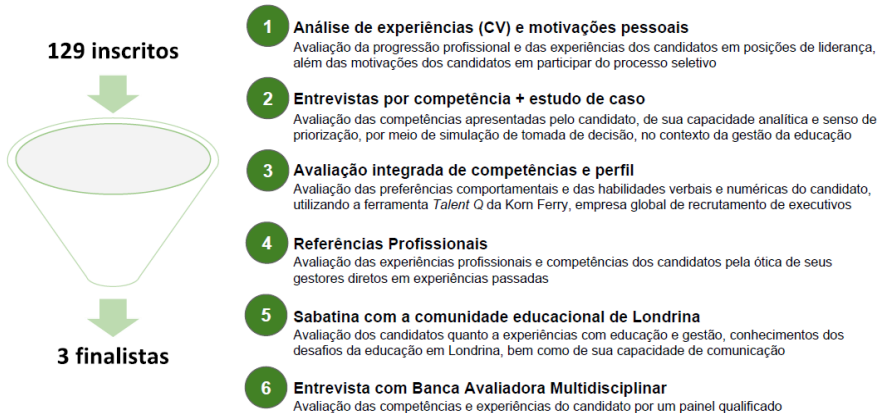 129 inscritos
3 finalistas
1
Análise de experiências (CV) e motivações pessoais
Avaliação da progressão profissional e das experiências dos candidatos em posições de liderança,
além das motivações dos candidatos em participar do processo seletivo
2
Entrevistas por competência + estudo de caso
Avaliação das competências apresentadas pelo candidato, de sua capacidade analítica e senso de
priorização, por meio de simulação de tomada de decisão, no contexto da gestão da educação
3
Avaliação integrada de competências e perfil
Avaliação das preferências comportamentais e das habilidades verbais e numéricas do candidato,
utilizando a ferramenta Talent Q da Korn Ferry, empresa global de recrutamento de executivos
4
Referências Profissionais
Avaliação das experiências profissionais e competências dos candidatos pela ótica de seus
gestores diretos em experiências passadas
5
Sabatina com a comunidade educacional de Londrina
Avaliação dos candidatos quanto a experiências com educação e gestão, conhecimentos dos
desafios da educação em Londrina, bem como de sua capacidade de comunicação
6
Entrevista com Banca Avaliadora Multidisciplinar
Avaliação das competências e experiências do candidato por um painel qualificado